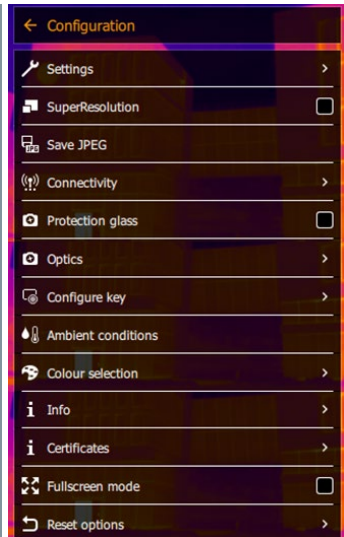 Configuration
Settings
SuperResolution
Save JPEG
Connectivity
Protection glass
Optics
Configure key
Ambient conditions
Colour selection
Info
Certificates
Fullscreen mode
Reset options